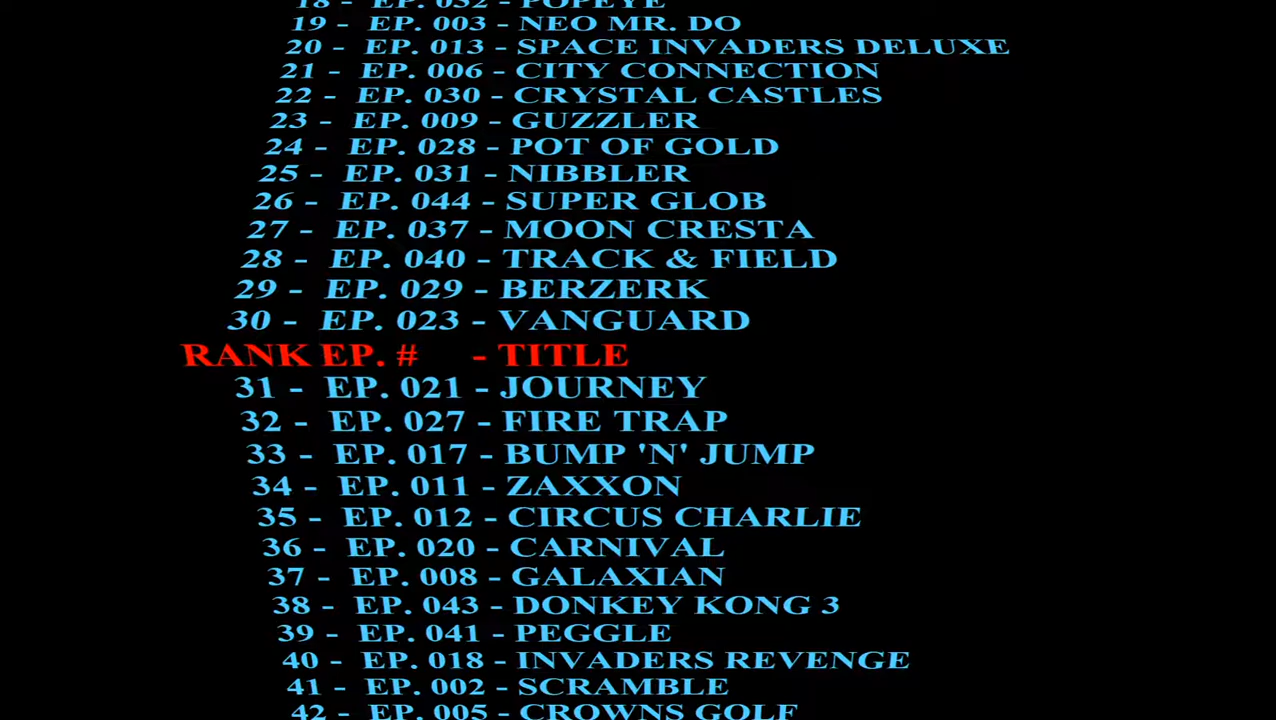 18 - EP. 032 - POPEYE
19 - EP. 003 - NEO MR. DO
20 - EP. 013 - SPACE INVADERS DELUXE
21 - EP. 006 - CITY CONNECTION
22 - EP. 030 - CRYSTAL CASTLES
23 - EP. 009 - GUZZLER
24 - EP. 028 - POT OF GOLD
25 - EP. 031 - NIBBLER
26 - EP. 044 - SUPER GLOB
27 - EP. 037 - MOON CRESTA
28 - EP. 040 - TRACK & FIELD
29 - EP. 029 - BERZERK
30 - EP. 023 - VANGUARD
RANK EP. # - TITLE
31 - EP. 021 - JOURNEY
32 - EP. 027 - FIRE TRAP
33 - EP. 017 - BUMP 'N' JUMP
34 - EP. 011 - ZAXXON
35 - EP. 012 - CIRCUS CHARLIE
36 - EP. 020 - CARNIVAL
37 - EP. 008 - GALAXIAN
38 - EP. 043 - DONKEY KONG 3
39 - EP. 041 - PEGGLE
40 - EP. 018 - INVADERS REVENGE
41 - EP. 002 - SCRAMBLE
42 - EP. 005 - CROWNS GOLF